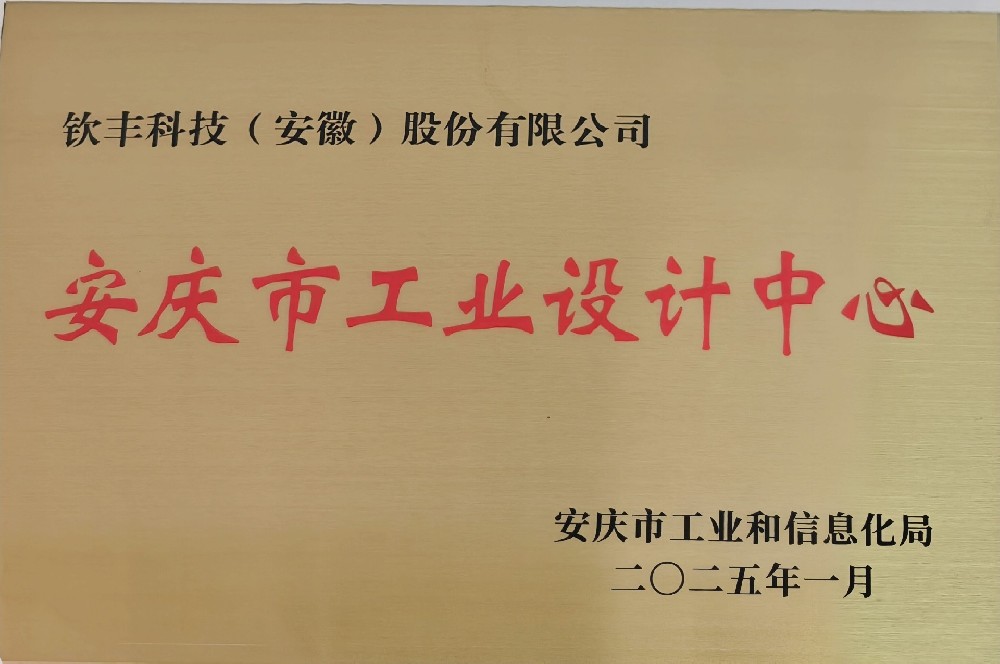 钦丰科技（安徽）股份有限公司
安庆市工业设计中心
安庆市工业和信息化局
二〇二五年一月